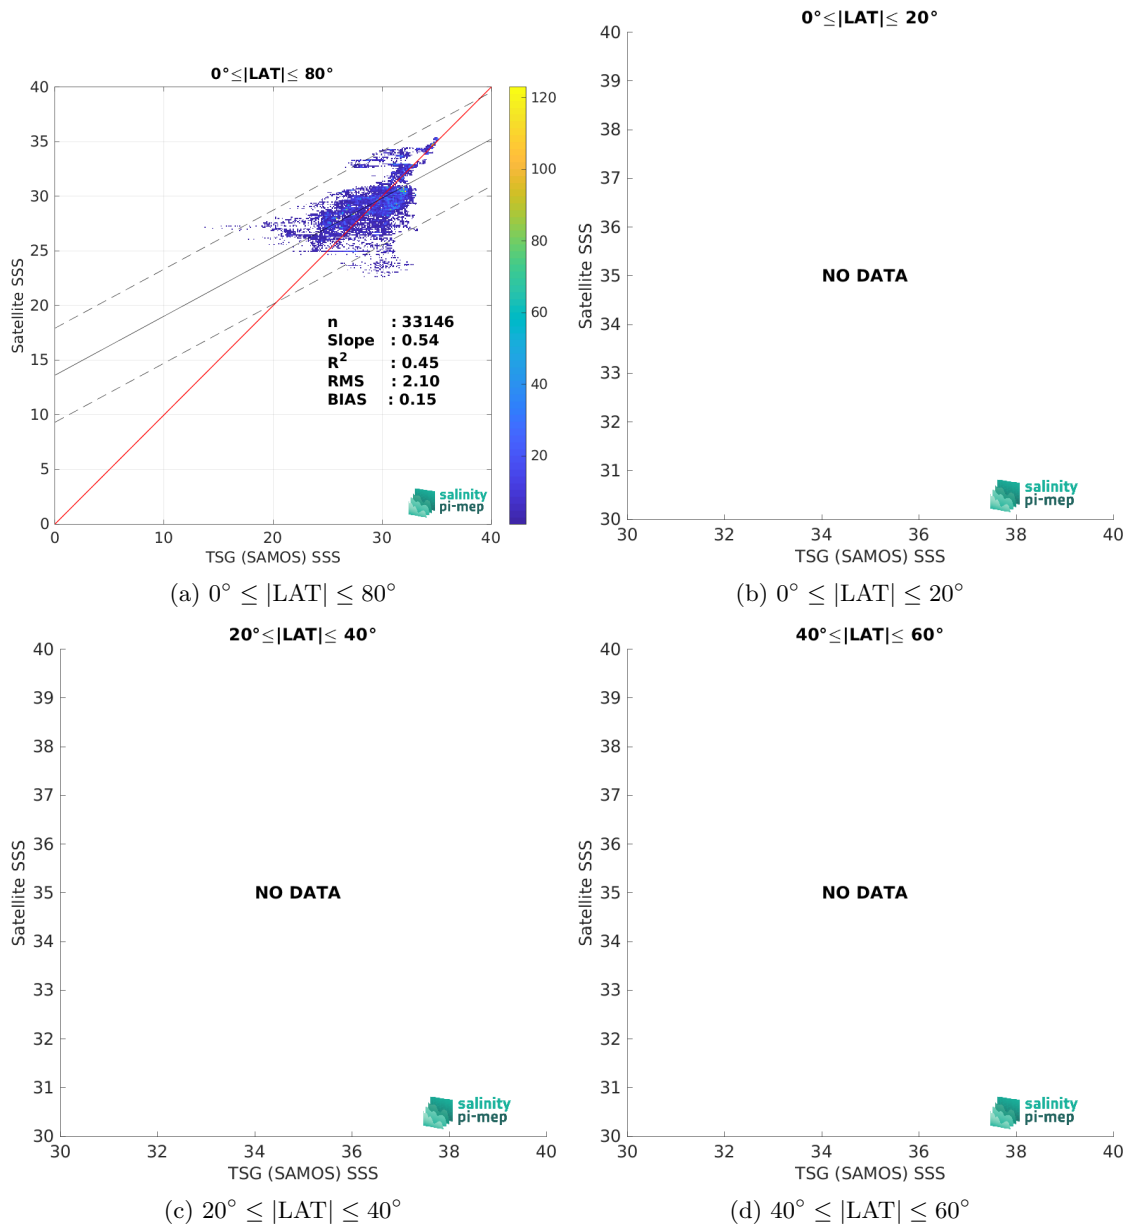 0°≤|LAT|≤ 80°
40
35
30
25
20
15
10
5
0
Satellite SSS
0
10
20
30
40
TSG (SAMOS) SSS
120
100
80
60
40
20
n : 33146
Slope : 0.54
R² : 0.45
RMS : 2.10
BIAS : 0.15
salinity
pi-mep
(a) 0° ≤ |LAT| ≤ 80°
0°≤|LAT|≤ 20°
40
39
38
37
36
35
34
33
32
31
30
Satellite SSS
NO DATA
salinity
pi-mep
30
32
34
36
38
40
TSG (SAMOS) SSS
(b) 0° ≤ |LAT| ≤ 20°
20°≤|LAT|≤ 40°
40
39
38
37
36
35
34
33
32
31
30
Satellite SSS
NO DATA
salinity
pi-mep
30
32
34
36
38
40
TSG (SAMOS) SSS
(c) 20° ≤ |LAT| ≤ 40°
40°≤|LAT|≤ 60°
40
39
38
37
36
35
34
33
32
31
30
Satellite SSS
NO DATA
salinity
pi-mep
30
32
34
36
38
40
TSG (SAMOS) SSS
(d) 40° ≤ |LAT| ≤ 60°